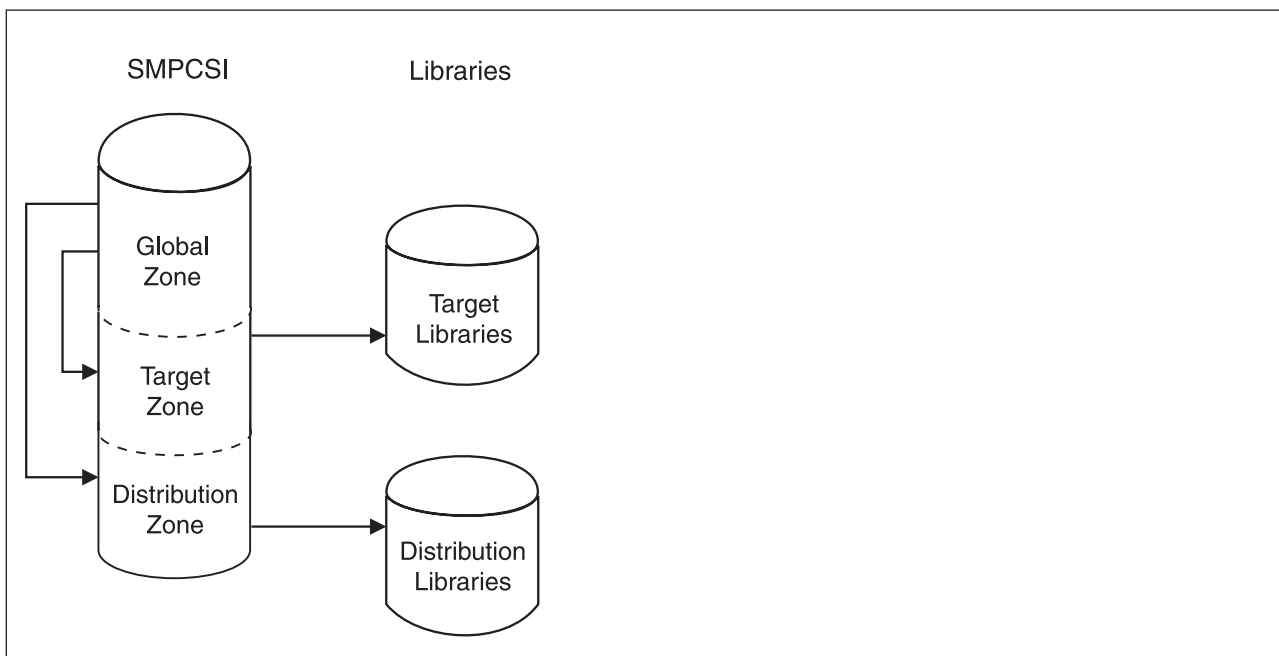 SMPCSI
Libraries
Global
Zone
Target
Zone
Distribution
Zone
Target
Libraries
Distribution
Libraries